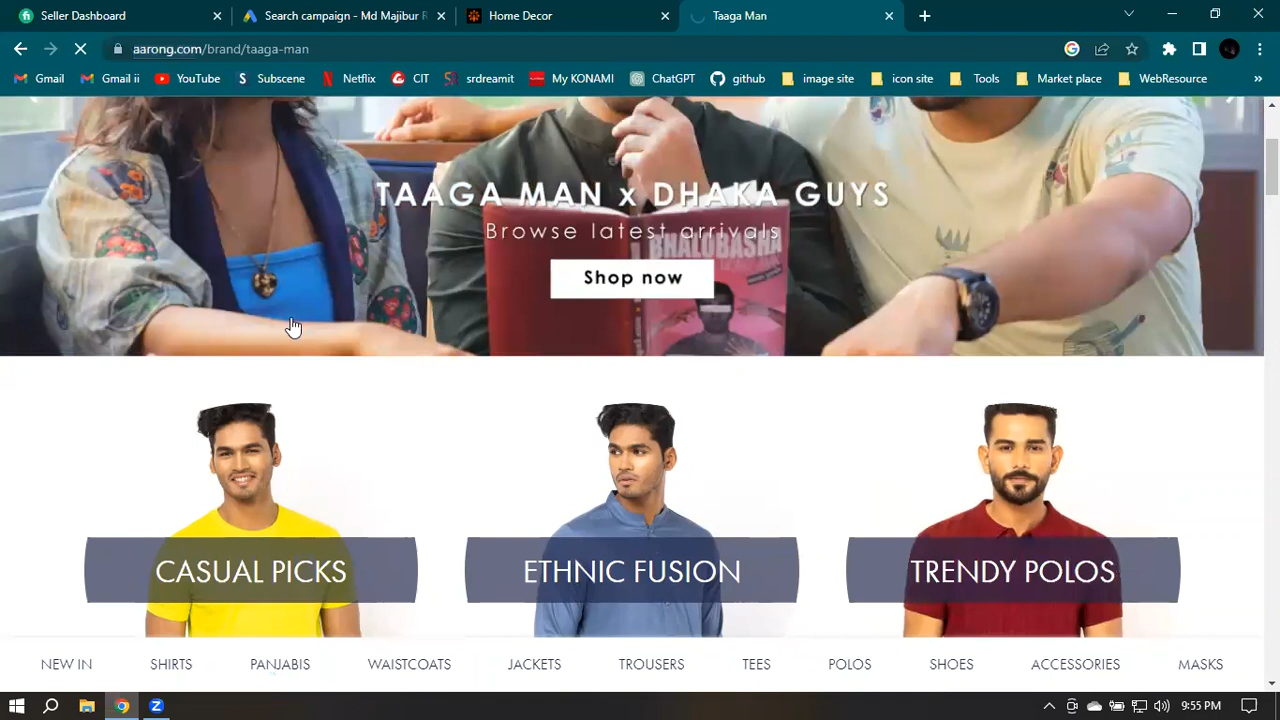 Seller Dashboard
Search campaign - Md Majibur R
Home Decor
Taaga Man
aarong.com/brand/taaga-man
Gmail
Gmail ii
YouTube
Subscene
Netflix
CIT
srdreamit
My KONAMI
ChatGPT
github
image site
icon site
Tools
Market place
WebResource
TAAGA MAN x DHAKA GUYS
Browse latest arrivals
BHALOBASHA
Shop now
CASUAL PICKS
ETHNIC FUSION
TRENDY POLOS
NEW IN
SHIRTS
PANJABIS
WAISTCOATS
JACKETS
TROUSERS
TEES
POLOS
SHOES
ACCESSORIES
MASKS
9:55 PM